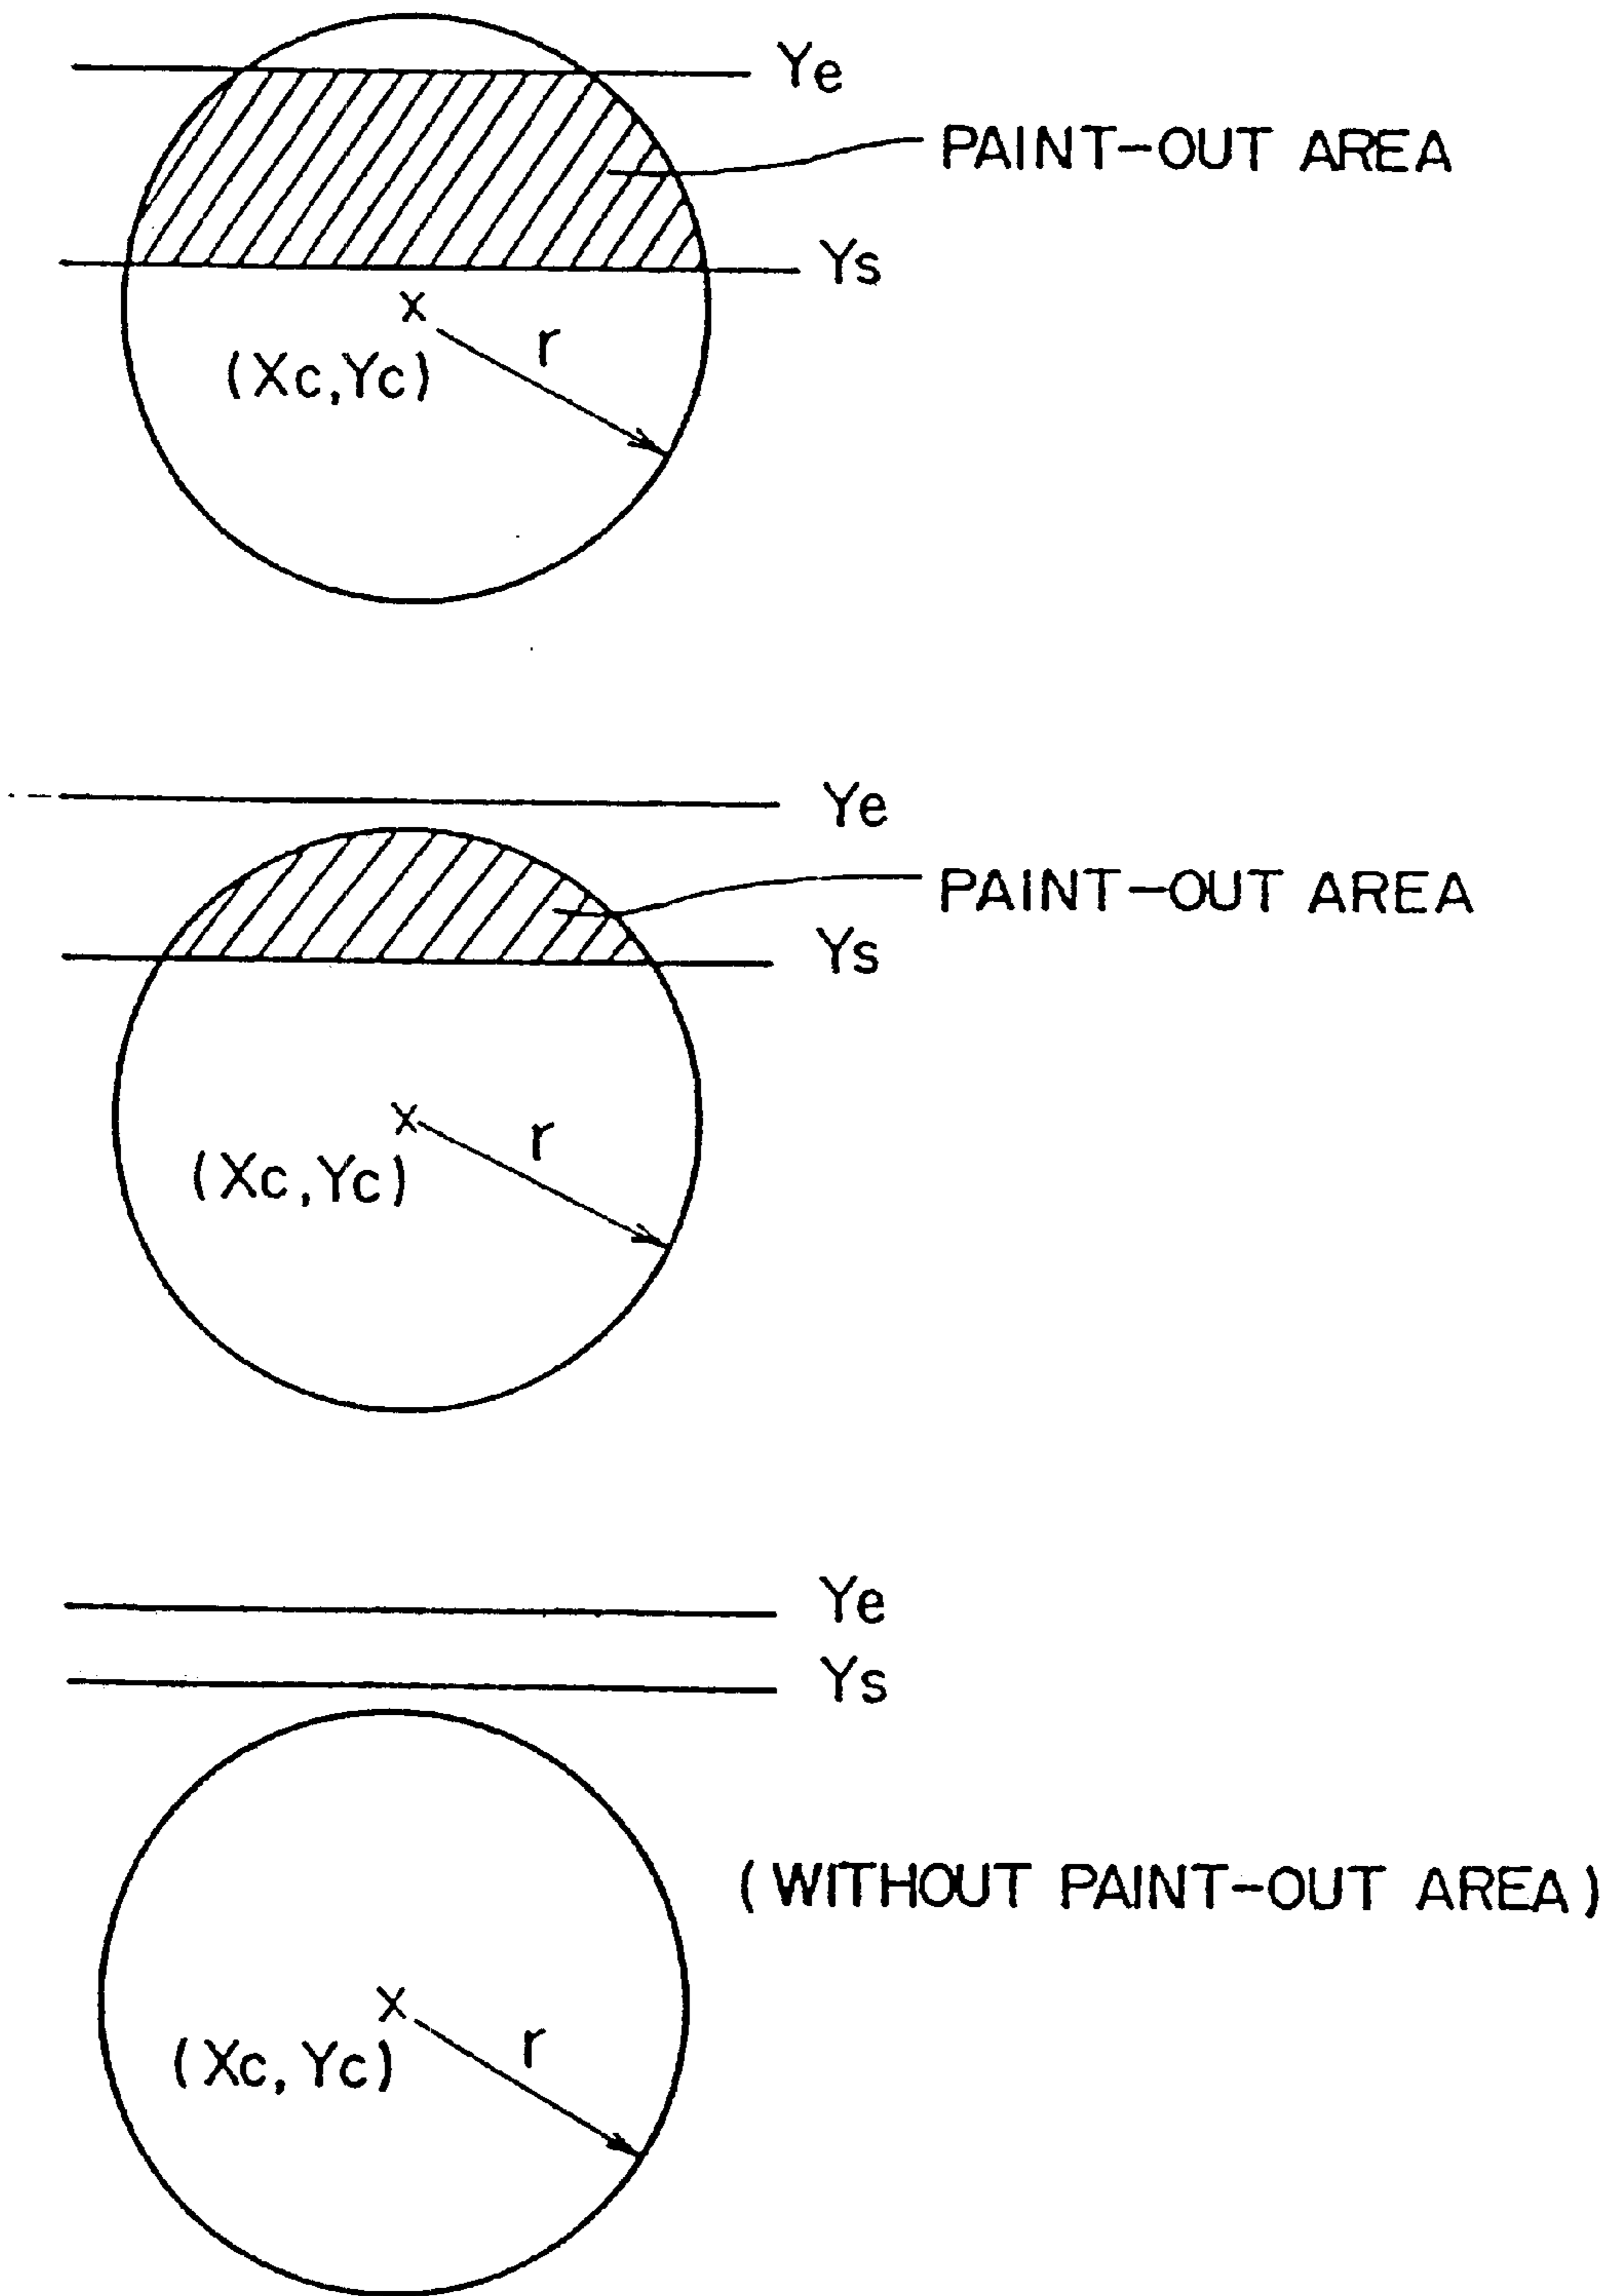 Ye
PAINT-OUT AREA
Ys
x
r
(Xc,Yc)
Ye
PAINT-OUT AREA
Ys
x
r
(Xc,Yc)
Ye
Ys
(WITHOUT PAINT-OUT AREA)
x
r
(Xc,Yc)